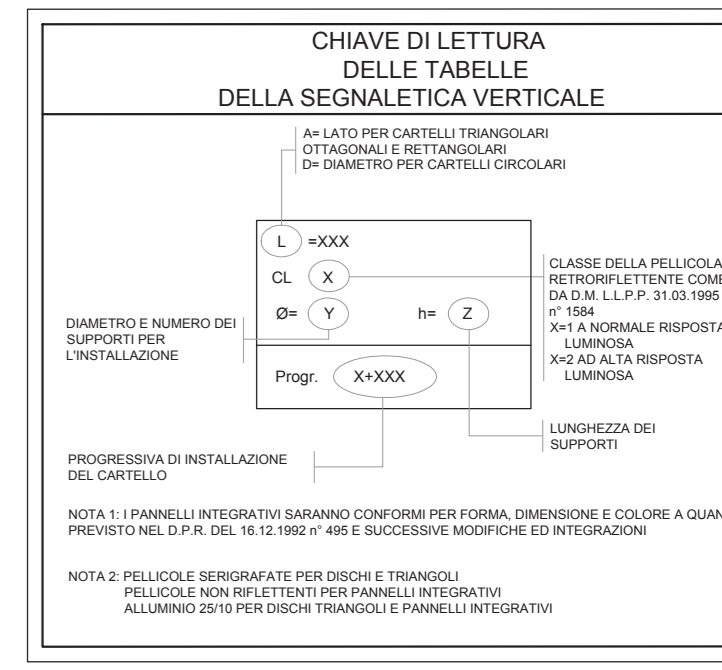 CHIAVE DI LETTURA
DELLE TABELLE
DELLA SEGNALETICA VERTICALE
A= LATO PER CARTELLI TRIANGOLARI
OTTAGONALI E RETTANGOLARI
D= DIAMETRO PER CARTELLI CIRCOLARI
L =XXX
CL X
Ø= Y h= Z
Progr. X+XXX
CLASSE DELLA PELLICOLA
RETRORIFLETTENTE COME
DA D.M. L.L.P.P. 31.03.1995
n° 1584
X=1 A NORMALE RISPOSTA
LUMINOSA
X=2 AD ALTA RISPOSTA
LUMINOSA
DIAMETRO E NUMERO DEI
SUPPORTI PER
L'INSTALLAZIONE
LUNGHEZZA DEI
SUPPORTI
PROGRESSIVA DI INSTALLAZIONE
DEL CARTELLO
NOTA 1: I PANNELLI INTEGRATIVI SARANNO CONFORMI PER FORMA, DIMENSIONE E COLORE A QUAN
PREVISTO NEL D.P.R. DEL 16.12.1992 n° 495 E SUCCESSIVE MODIFICHE ED INTEGRAZIONI
NOTA 2: PELLICOLE SERIGRAFATE PER DISCHI E TRIANGOLI
PELLICOLE NON RIFLETTENTI PER PANNELLI INTEGRATIVI
ALLUMINIO 25/10 PER DISCHI TRIANGOLI E PANNELLI INTEGRATIVI